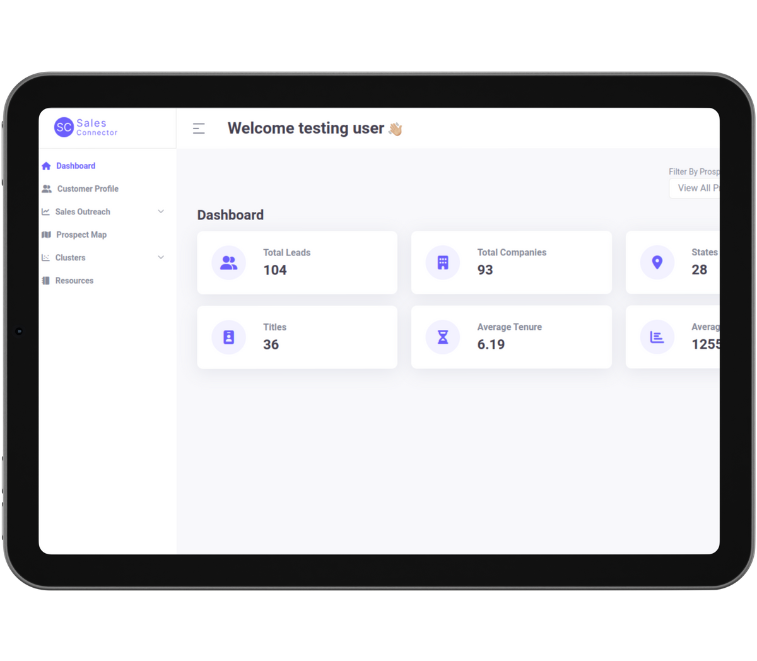 SC Sales
Connector
Welcome testing user 👋🏼
Dashboard
Customer Profile
Sales Outreach
Prospect Map
Clusters
Resources
Filter By Prosp
View All P
Dashboard
Total Leads
104
Total Companies
93
States
28
Titles
36
Average Tenure
6.19
Averag
1255